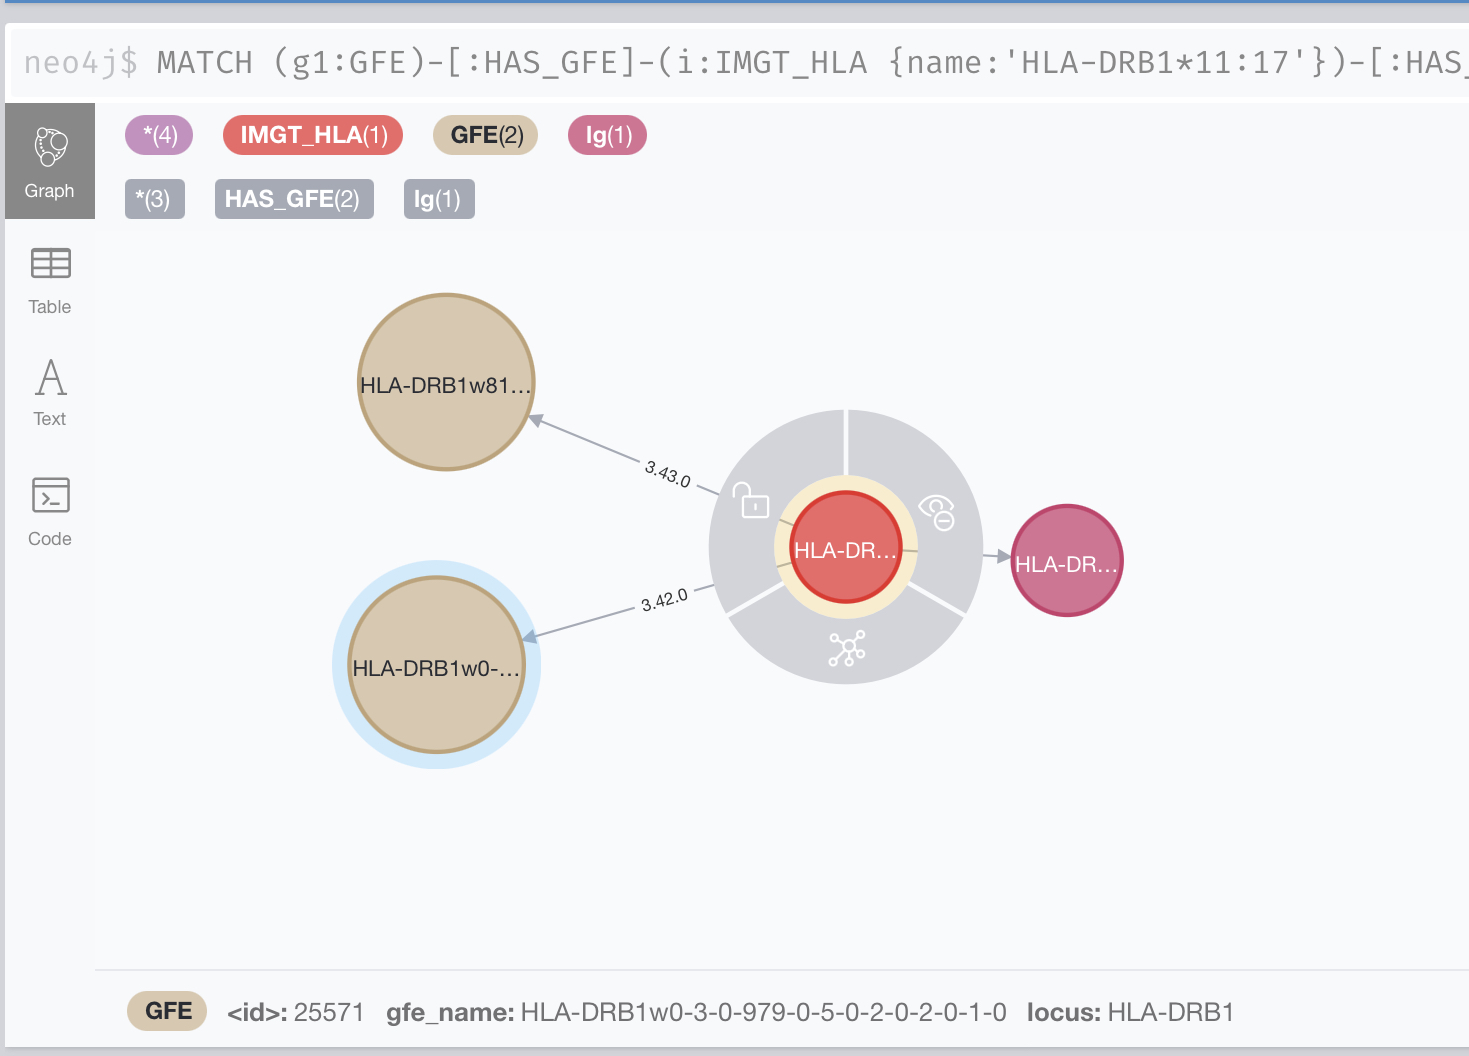 neo4j$ MATCH (g1:GFE)-[:HAS_GFE]-(i:IMGT_HLA {name:'HLA-DRB1*11:17'})-[:HAS_
*(4) IMGT_HLA(1) GFE(2) lg(1)
*(3) HAS_GFE(2) lg(1)
Graph
Table
Text
Code
HLA-DRB1w81...
3.43.0
HLA-DR...
HLA-DR...
3.42.0
HLA-DRB1w0-...
GFE <id>: 25571 gfe_name: HLA-DRB1w0-3-0-979-0-5-0-2-0-2-0-1-0 locus: HLA-DRB1